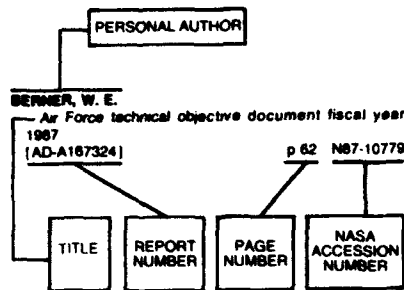 PERSONAL AUTHOR
BERNER, W. E.
Air Force technical objective document fiscal year
1987
[AD-A167324] p 62 N87-10779
TITLE
REPORT
NUMBER
PAGE
NUMBER
NASA
ACCESSION
NUMBER